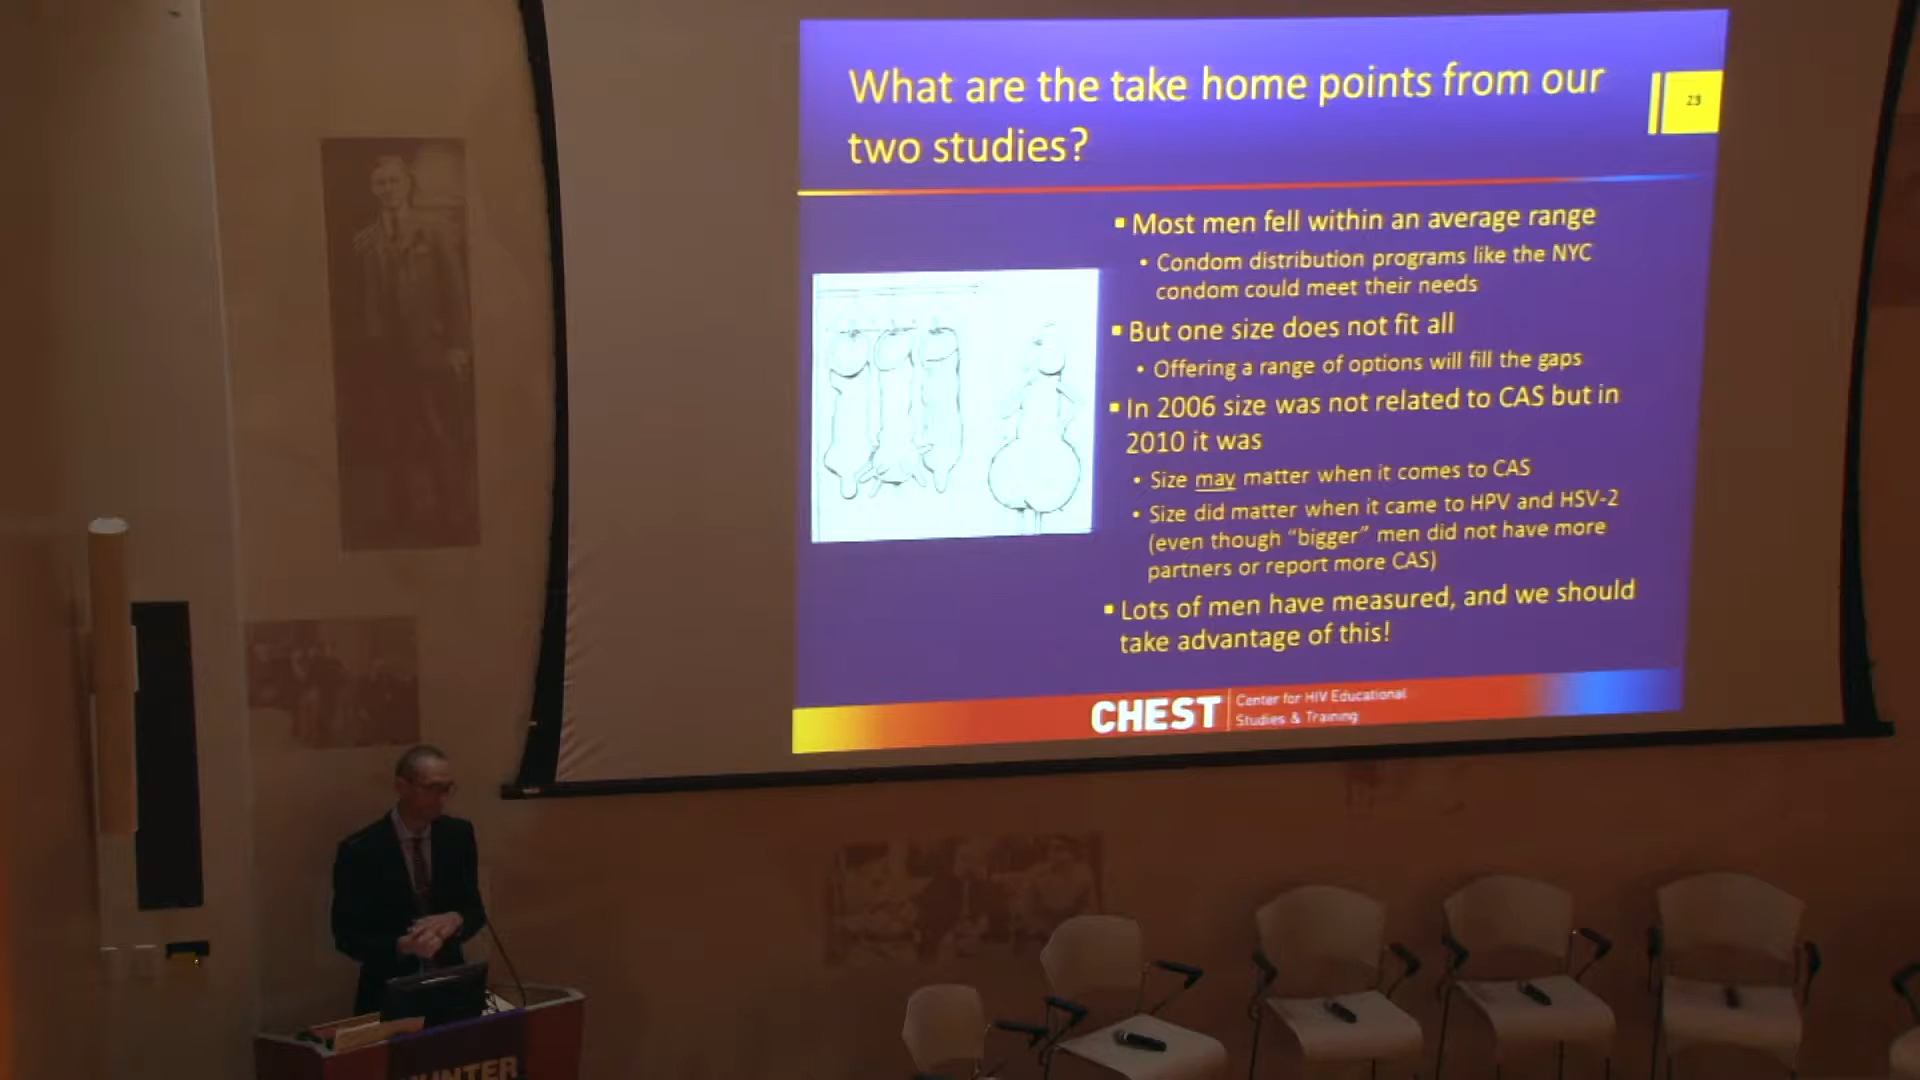 What are the take home points from our
two studies?
23
▪ Most men fell within an average range
• Condom distribution programs like the NYC
condom could meet their needs
▪ But one size does not fit all
• Offering a range of options will fill the gaps
▪ In 2006 size was not related to CAS but in
2010 it was
• Size may matter when it comes to CAS
• Size did matter when it came to HPV and HSV-2
(even though “bigger” men did not have more
partners or report more CAS)
▪ Lots of men have measured, and we should
take advantage of this!
CHEST
Center for HIV Educational
Studies & Training
HUNTER